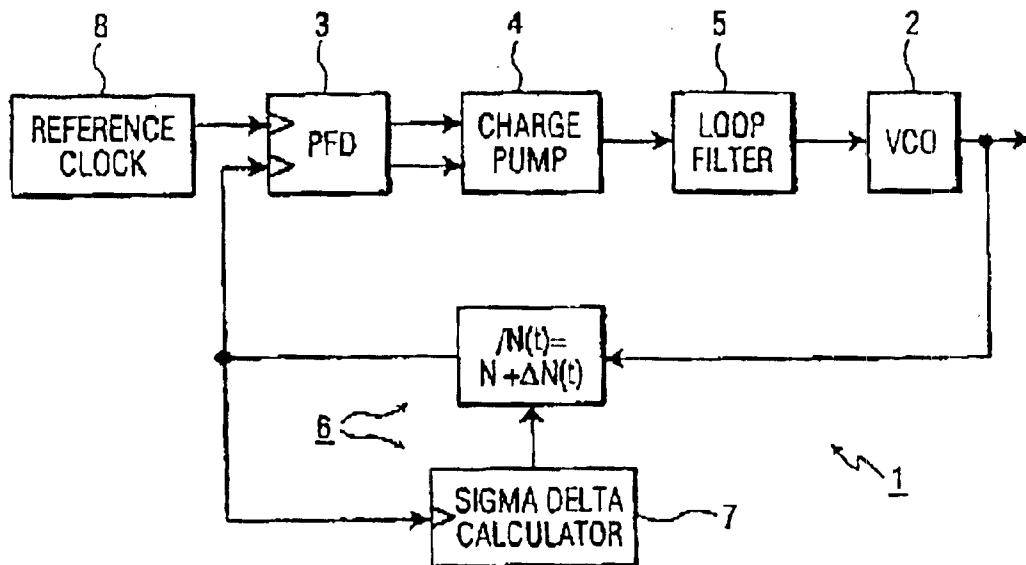 8
3
4
5
2
REFERENCE
CLOCK
PFD
CHARGE
PUMP
LOOP
FILTER
VCO
/N(t)=
N+ΔN(t)
6
1
SIGMA DELTA
CALCULATOR
7